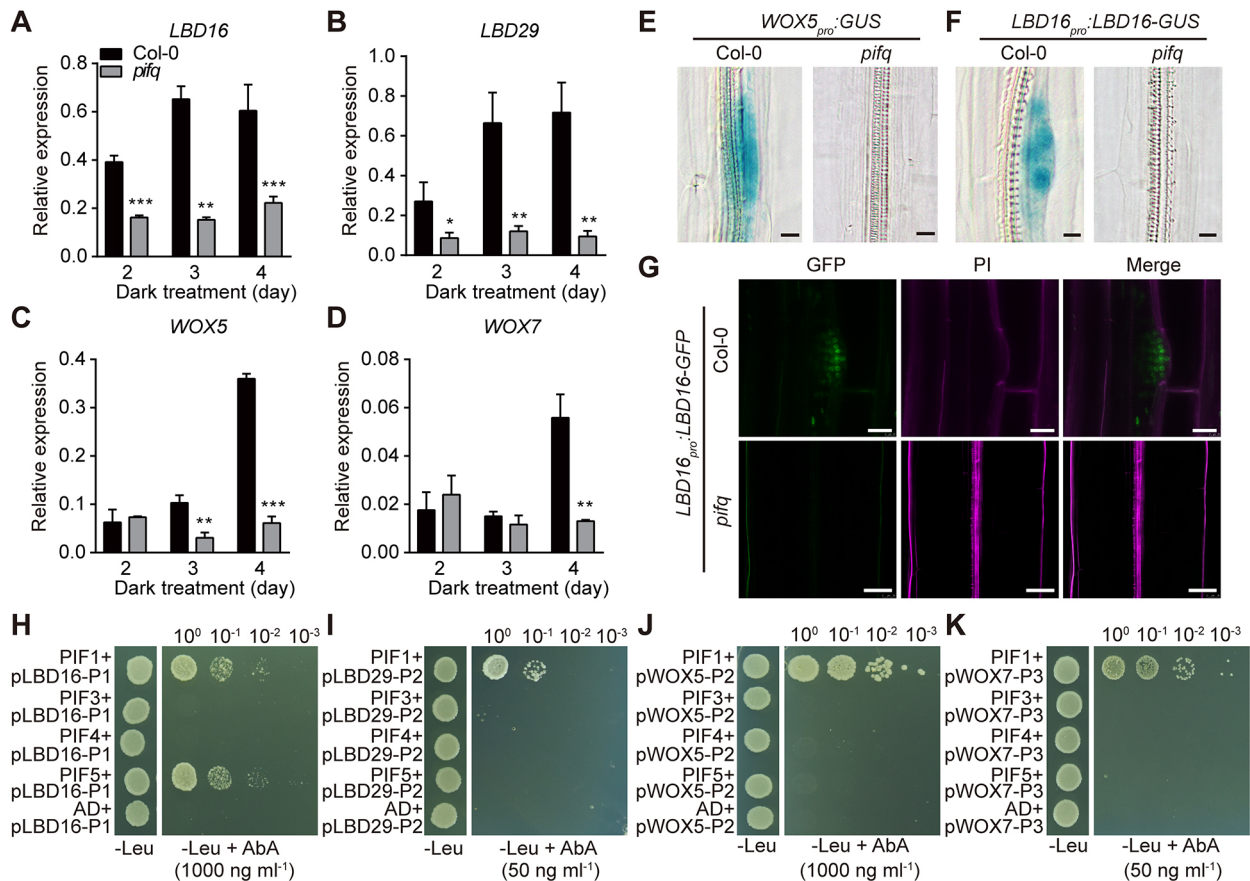 A
LBD16
Col-0
pifq
Relative expression
0.8
0.6
0.4
0.2
0.0
***
**
***
2 3 4
Dark treatment (day)
B
LBD29
Relative expression
1.0
0.8
0.6
0.4
0.2
0.0
*
**
**
2 3 4
Dark treatment (day)
C
WOX5
Relative expression
0.4
0.3
0.2
0.1
0.0
**
***
2 3 4
Dark treatment (day)
D
WOX7
Relative expression
0.08
0.06
0.04
0.02
0.00
**
2 3 4
Dark treatment (day)
E
WOX5pro:GUS
Col-0 pifq
F
LBD16pro:LBD16-GUS
Col-0 pifq
G
GFP PI Merge
LBD16pro:LBD16-GFP
Col-0
pifq
H
10⁰ 10⁻¹ 10⁻² 10⁻³
PIF1+
pLBD16-P1
PIF3+
pLBD16-P1
PIF4+
pLBD16-P1
PIF5+
pLBD16-P1
AD+
pLBD16-P1
-Leu -Leu + AbA
(1000 ng ml⁻¹)
I
10⁰ 10⁻¹ 10⁻² 10⁻³
PIF1+
pLBD29-P2
PIF3+
pLBD29-P2
PIF4+
pLBD29-P2
PIF5+
pLBD29-P2
AD+
pLBD29-P2
-Leu -Leu + AbA
(50 ng ml⁻¹)
J
10⁰ 10⁻¹ 10⁻² 10⁻³
PIF1+
pWOX5-P2
PIF3+
pWOX5-P2
PIF4+
pWOX5-P2
PIF5+
pWOX5-P2
AD+
pWOX5-P2
-Leu -Leu + AbA
(1000 ng ml⁻¹)
K
10⁰ 10⁻¹ 10⁻² 10⁻³
PIF1+
pWOX7-P3
PIF3+
pWOX7-P3
PIF4+
pWOX7-P3
PIF5+
pWOX7-P3
AD+
pWOX7-P3
-Leu -Leu + AbA
(50 ng ml⁻¹)